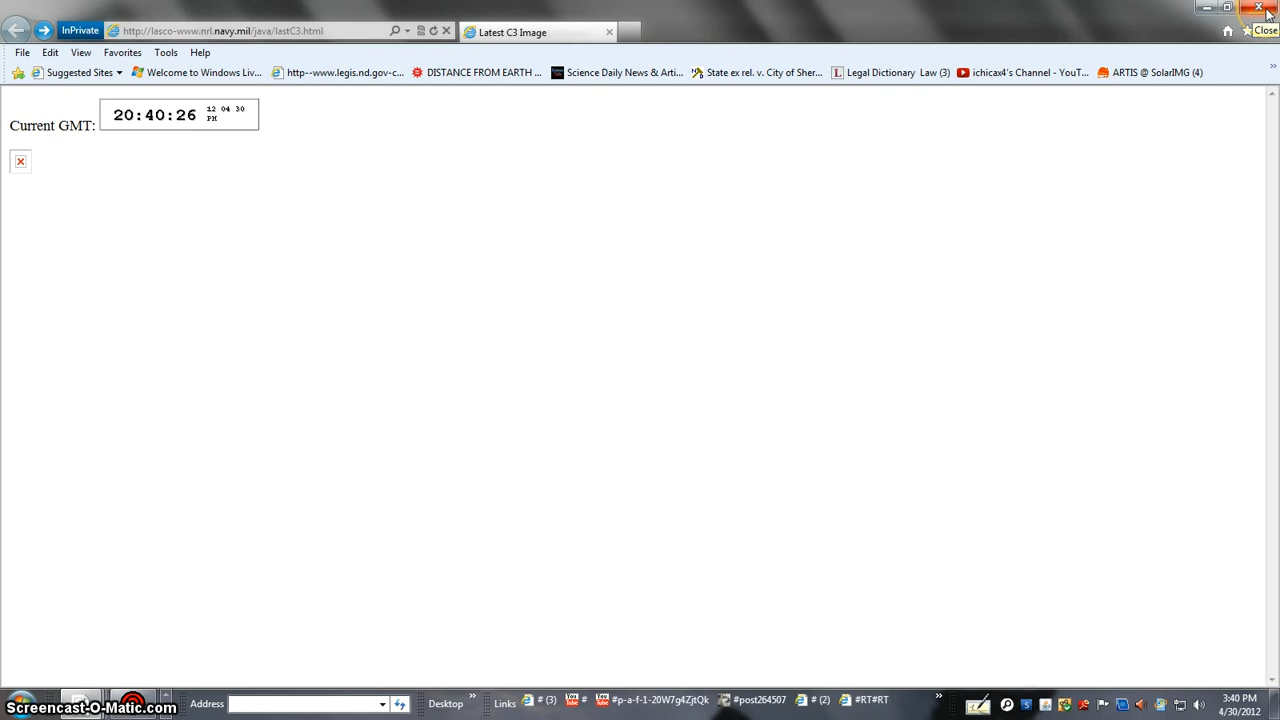 InPrivate
http://lasco-www.nrl.navy.mil/java/lastC3.html
Latest C3 Image
Close
File Edit View Favorites Tools Help
Suggested Sites
Welcome to Windows Liv...
http--www.legis.nd.gov-c...
DISTANCE FROM EARTH ...
Science Daily News & Arti...
State ex rel. v. City of Sher...
Legal Dictionary Law (3)
ichicax4's Channel - YouT...
ARTIS @ SolarIMG (4)
Current GMT: 20:40:26 12 04 30
PM
Address
Desktop
Links
# (3)
You Tube #
You Tube #p-a-f-1-20W7g4ZjtQk
#post264507
# (2)
#RT#RT
3:40 PM
4/30/2012
Screencast-O-Matic.com